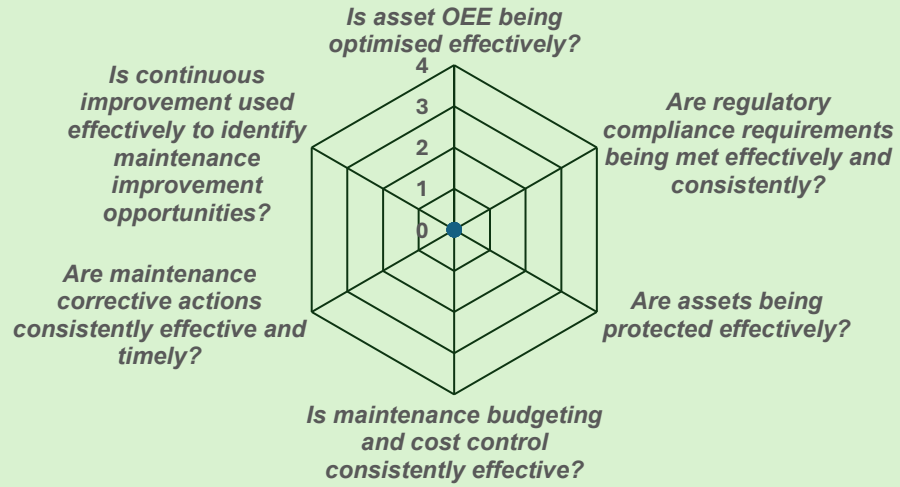 Is asset OEE being
optimised effectively?
Are regulatory
compliance requirements
being met effectively and
consistently?
Are assets being
protected effectively?
Is maintenance budgeting
and cost control
consistently effective?
Are maintenance
corrective actions
consistently effective and
timely?
Is continuous
improvement used
effectively to identify
maintenance
improvement
opportunities?
4
3
2
1
0